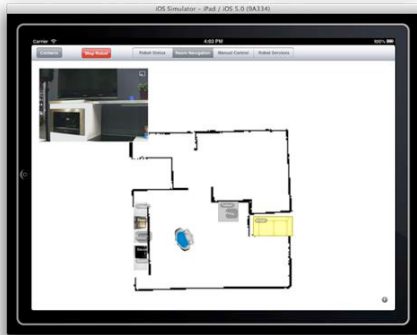 iOS Simulator - iPad / iOS 5.0 (9A334)
Carrier 4:02 PM 100%
Contacts Stop Robot Robot Status Room Navigation Manual Control Robot Services